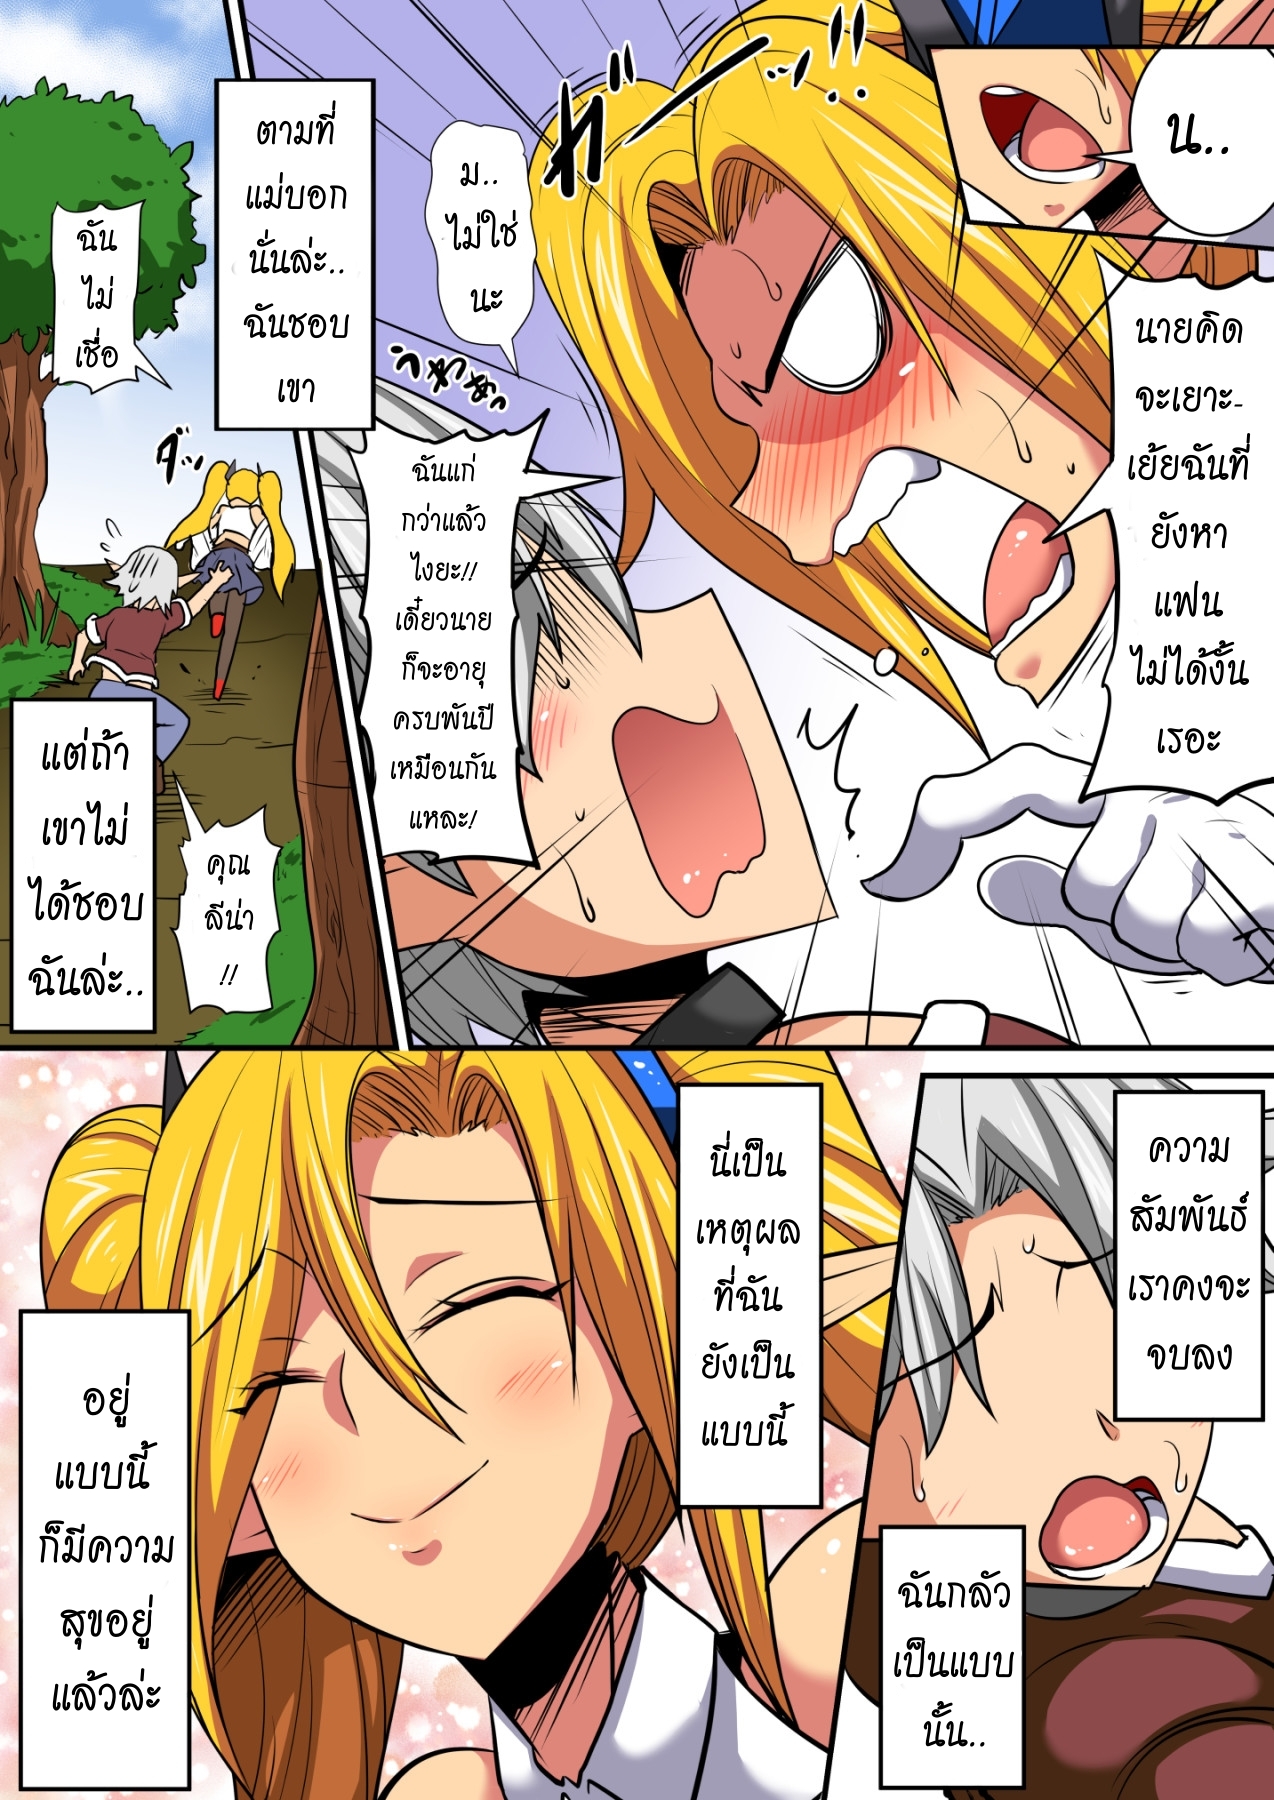 น..
นายคิด
จะเยาะ-
เย้ยฉันที่
ยังหา
แฟน
ไม่ได้งั้น
เรอะ
ガーーッ!!
ม..
ไม่ใช่
นะ
うわわっ
ฉันแก่
กว่าแล้ว
ไงยะ!!
เดี๋ยวนาย
ก็จะอายุ
ครบพันปี
เหมือนกัน
แหละ!
ตามที่
แม่บอก
นั่นล่ะ..
ฉันชอบ
เขา
ฉัน
ไม่
เชื่อ
ダッ
คุณ
ลีน่า
!!
แต่ถ้า
เขาไม่
ได้ชอบ
ฉันล่ะ..
ความ
สัมพันธ์
เราคงจะ
จบลง
ฉันกลัว
เป็นแบบ
นั้น..
นี่เป็น
เหตุผล
ที่ฉัน
ยังเป็น
แบบนี้
อยู่
แบบนี้
ก็มีความ
สุขอยู่
แล้วล่ะ